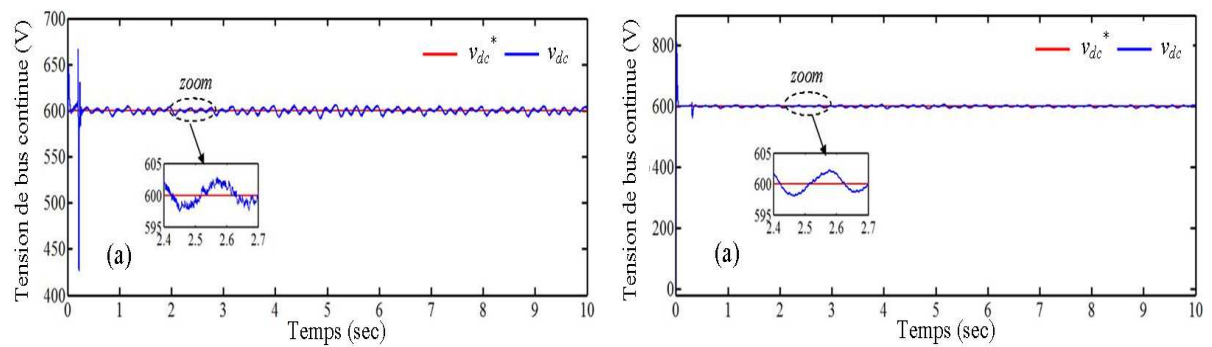 Tension de bus continue (V)
700
650
600
550
500
450
400
v_dc* v_dc
zoom
605
600
595
2.4 2.5 2.6 2.7
(a)
0 1 2 3 4 5 6 7 8 9 10
Temps (sec)
Tension de bus continue (V)
800
600
400
200
0
v_dc* v_dc
zoom
605
600
595
2.4 2.5 2.6 2.7
(a)
0 1 2 3 4 5 6 7 8 9 10
Temps (sec)